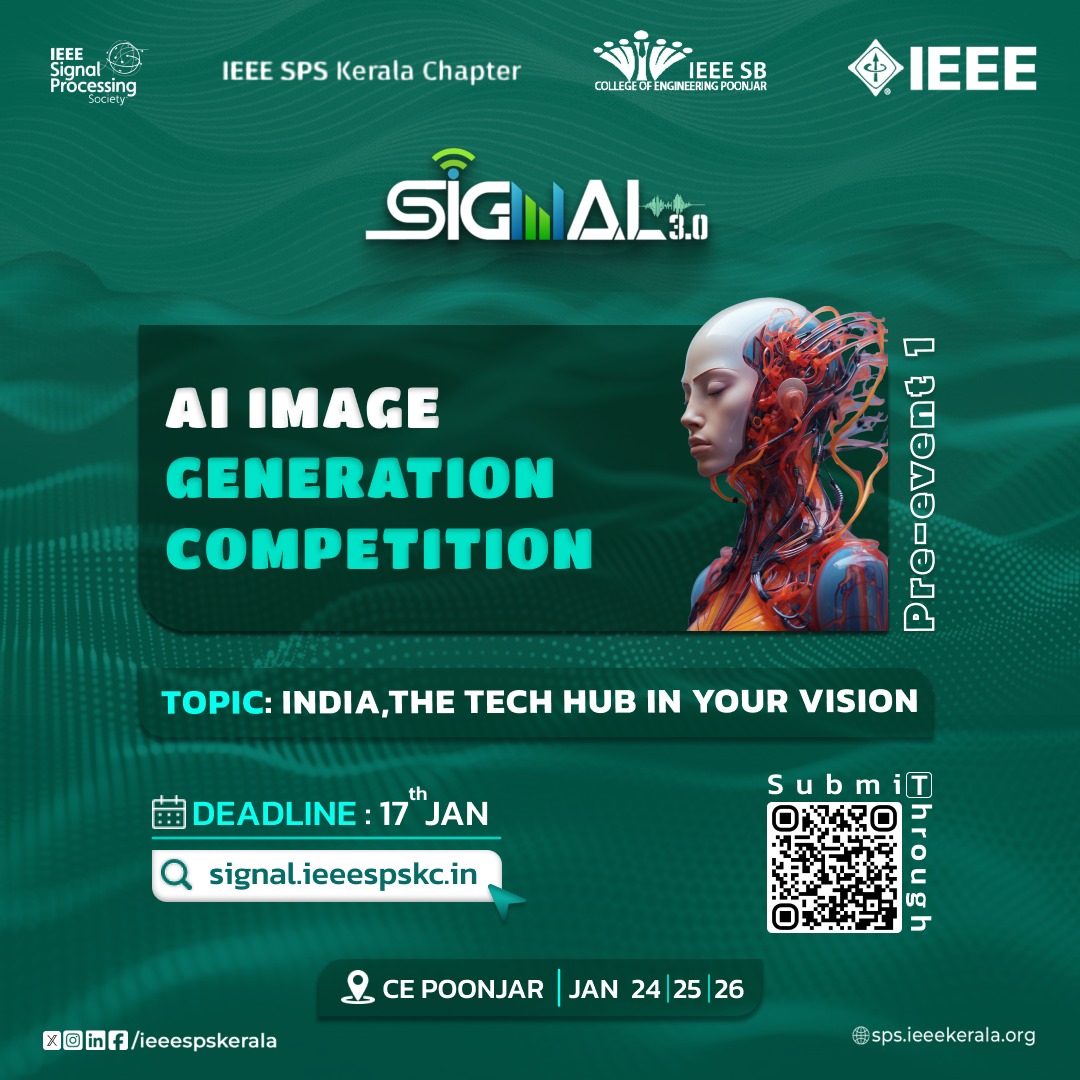 IEEE
Signal
Processing
Society
IEEE SPS Kerala Chapter
IEEE SB
COLLEGE OF ENGINEERING POONJAR
IEEE
SIGNAL 3.0
AI IMAGE
GENERATION
COMPETITION
Pre-event 1
TOPIC: INDIA,THE TECH HUB IN YOUR VISION
DEADLINE : 17th JAN
signal.ieeespskc.in
SubmiT
Through
CE POONJAR | JAN 24|25|26
/ieeespskerala
sps.ieeekerala.org